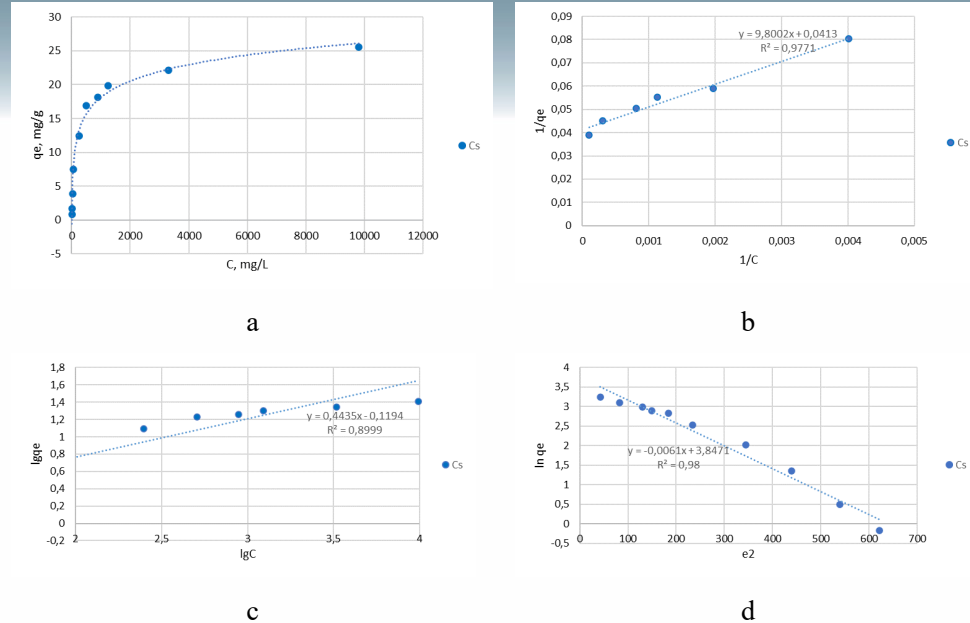 30
25
20
15
10
5
0
-5
qe, mg/g
0 2000 4000 6000 8000 10000 12000
C, mg/L
Cs
a
0,09
0,08
0,07
0,06
0,05
0,04
0,03
0,02
0,01
0
1/qe
y = 9,8002x + 0,0413
R² = 0,9771
0 0,001 0,002 0,003 0,004 0,005
1/C
Cs
b
1,8
1,6
1,4
1,2
1
0,8
0,6
0,4
0,2
0
-0,2
lgqe
y = 0,4435x - 0,1194
R² = 0,8999
2 2,5 3 3,5 4
lgC
Cs
c
4
3,5
3
2,5
2
1,5
1
0,5
0
-0,5
ln qe
y = -0,0061x + 3,8471
R² = 0,98
0 100 200 300 400 500 600 700
e2
Cs
d